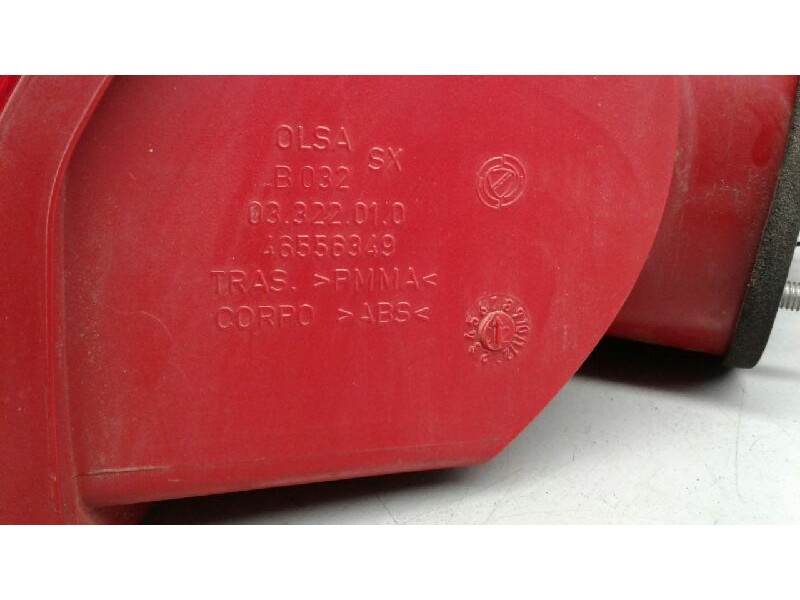 OLSA SX
B 032
03.322.01.0
46556349
TRAS. >PMMA<
CORPO >ABS<